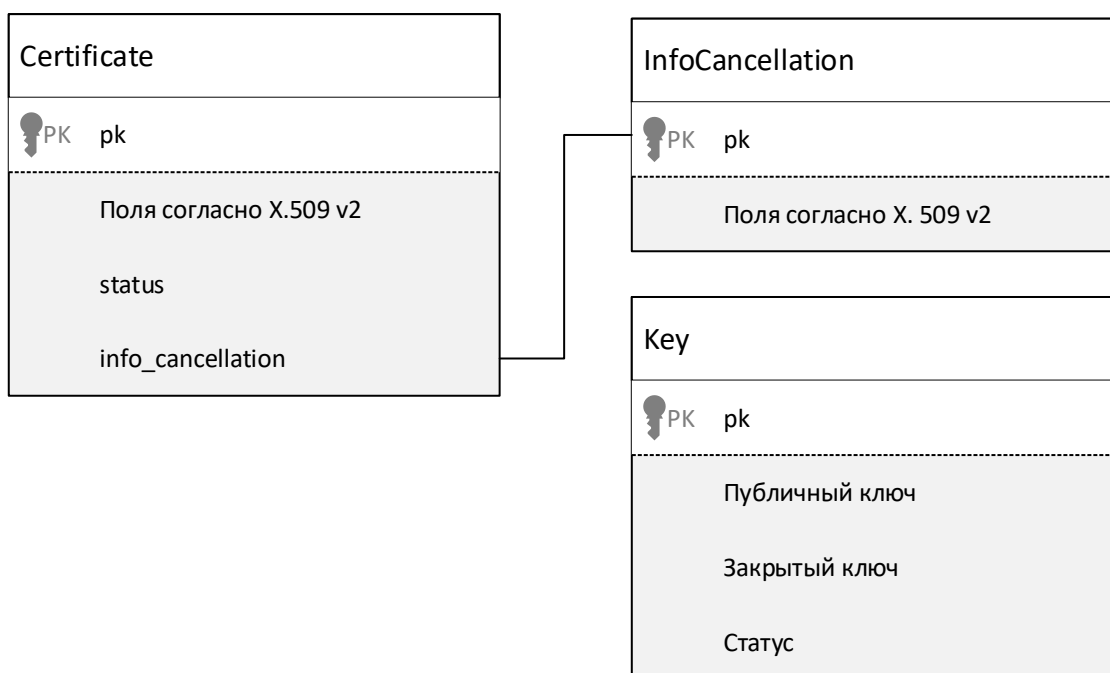 Certificate
PK pk
Поля согласно X.509 v2
status
info_cancellation
InfoCancellation
PK pk
Поля согласно X. 509 v2
Key
PK pk
Публичный ключ
Закрытый ключ
Статус